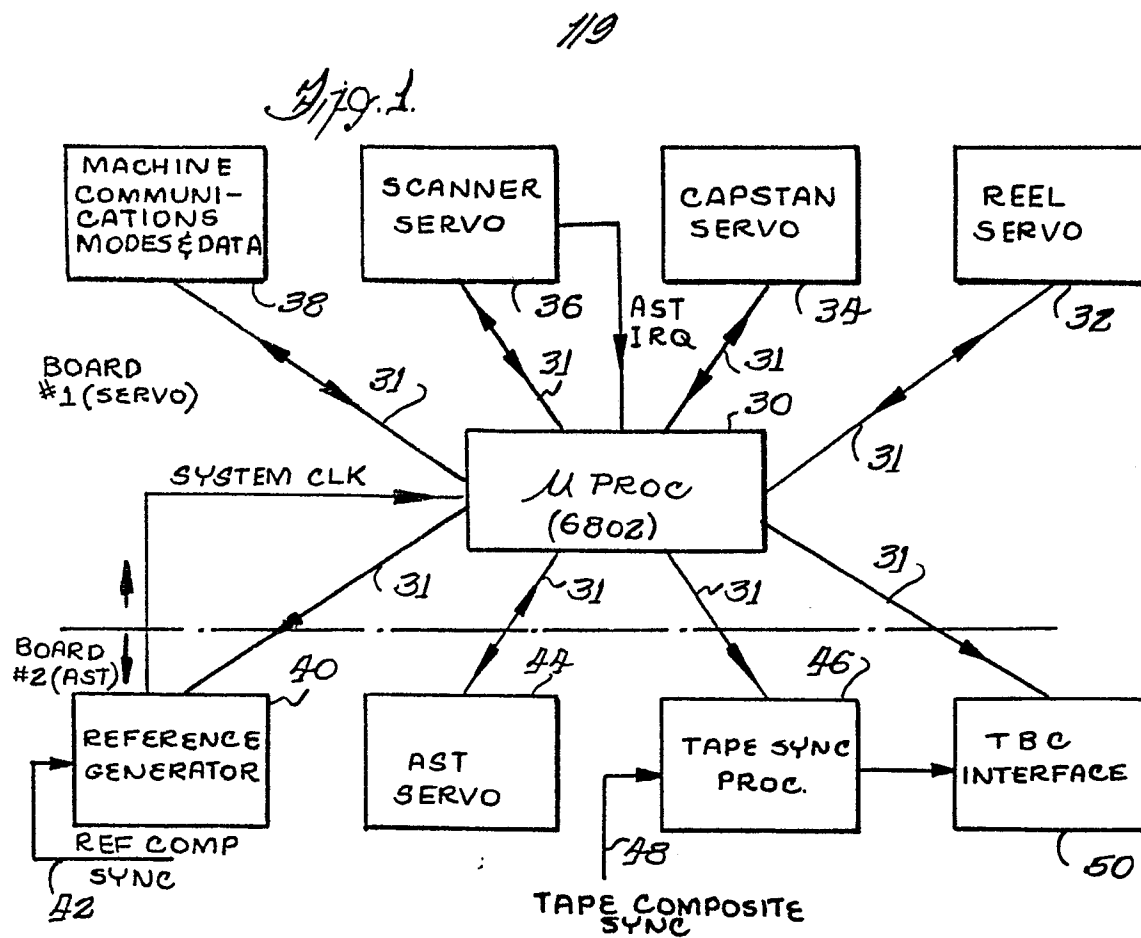 1/9
Fig. 1.
MACHINE
COMMUNI-
CATIONS
MODES & DATA
38
SCANNER
SERVO
36
CAPSTAN
SERVO
34
REEL
SERVO
32
AST
IRQ
BOARD
#1 (SERVO)
31
31
31
31
30
µ PROC
(6802)
SYSTEM CLK
31
31
31
31
BOARD
#2 (AST)
40
44
46
REFERENCE
GENERATOR
AST
SERVO
TAPE SYNC
PROC.
TBC
INTERFACE
REF COMP
SYNC
42
48
50
TAPE COMPOSITE
SYNC